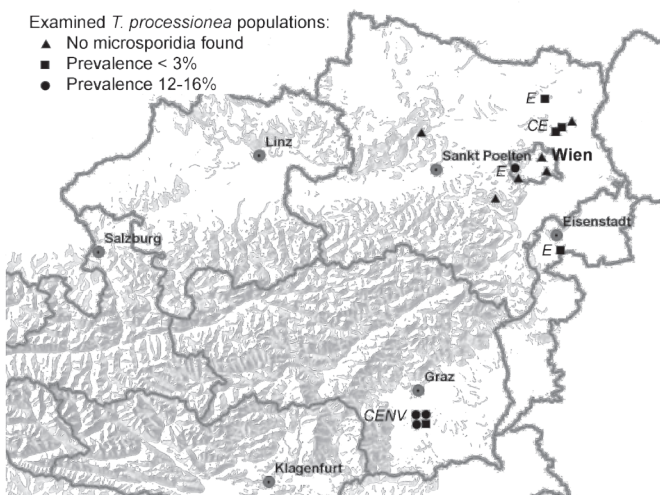 Examined T. processionea populations:
No microsporidia found
Prevalence < 3%
Prevalence 12-16%
E
CE
Linz
Sankt Poelten
Wien
E
Salzburg
Eisenstadt
E
Graz
CENV
Klagenfurt